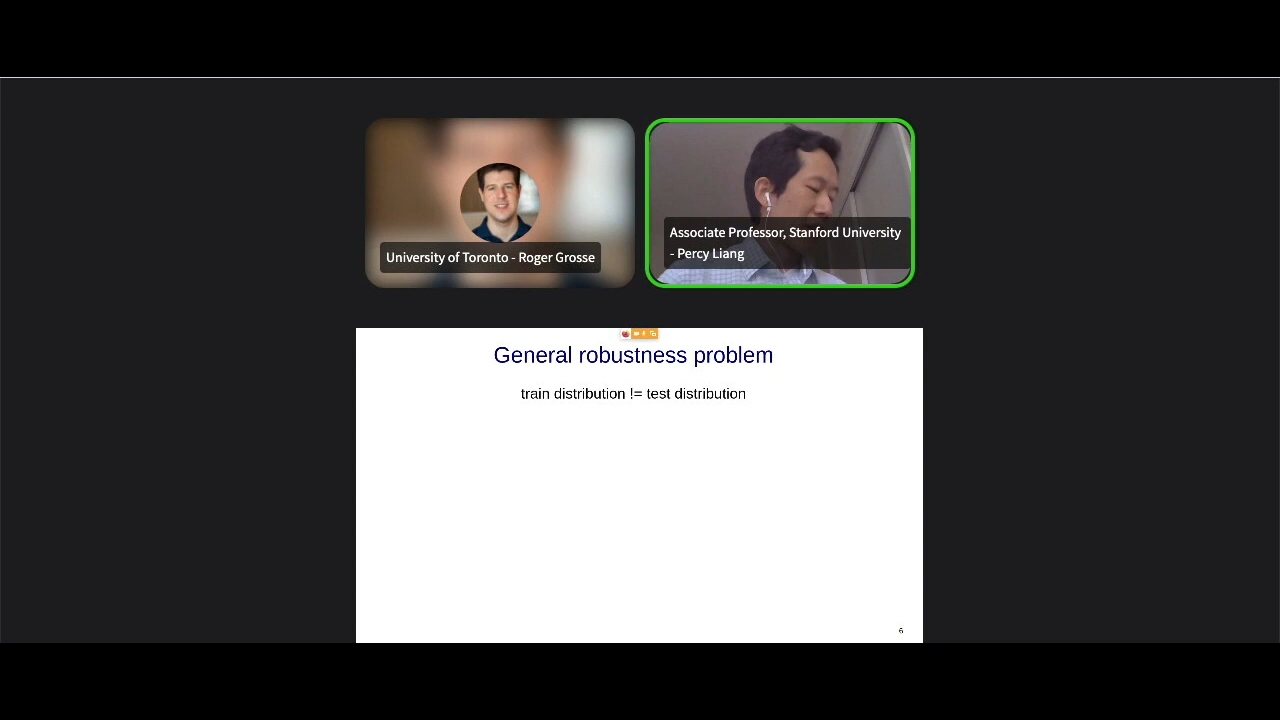 University of Toronto - Roger Grosse
Associate Professor, Stanford University
- Percy Liang
General robustness problem
train distribution != test distribution
6